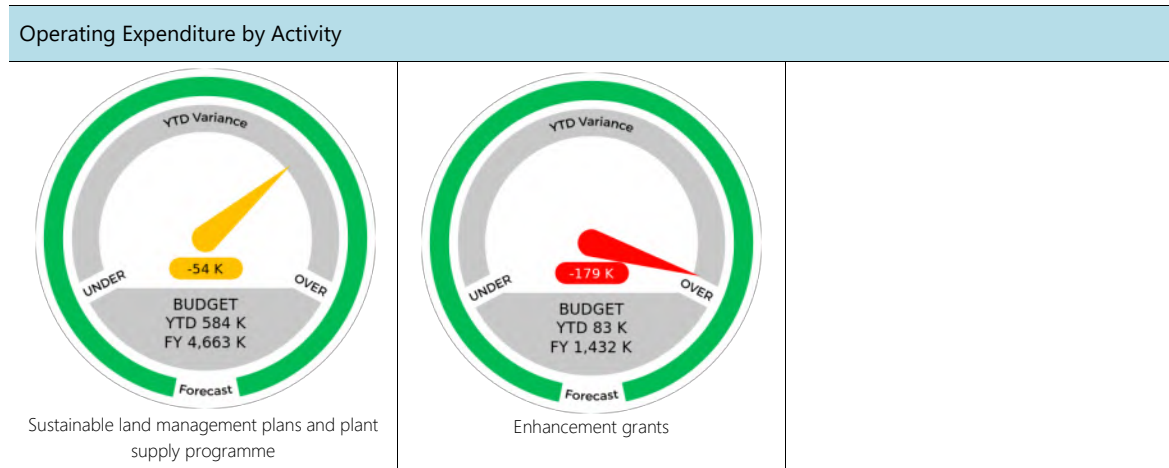 Operating Expenditure by Activity
YTD Variance
-54 K
UNDER
OVER
BUDGET
YTD 584 K
FY 4,663 K
Forecast
Sustainable land management plans and plant
supply programme
YTD Variance
-179 K
UNDER
OVER
BUDGET
YTD 83 K
FY 1,432 K
Forecast
Enhancement grants